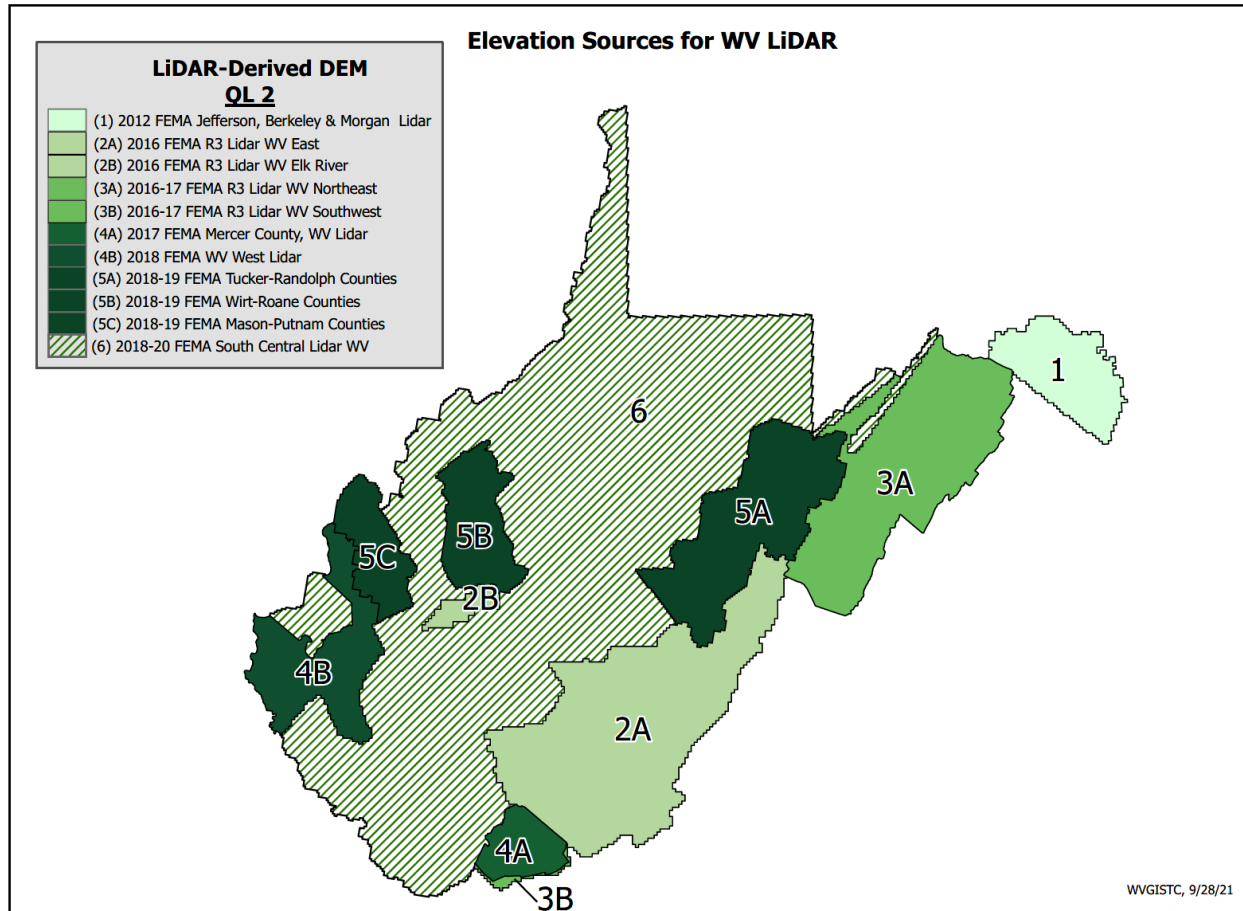 Elevation Sources for WV LiDAR
LiDAR-Derived DEM
QL 2
(1) 2012 FEMA Jefferson, Berkeley & Morgan Lidar
(2A) 2016 FEMA R3 Lidar WV East
(2B) 2016 FEMA R3 Lidar WV Elk River
(3A) 2016-17 FEMA R3 Lidar WV Northeast
(3B) 2016-17 FEMA R3 Lidar WV Southwest
(4A) 2017 FEMA Mercer County, WV Lidar
(4B) 2018 FEMA WV West Lidar
(5A) 2018-19 FEMA Tucker-Randolph Counties
(5B) 2018-19 FEMA Wirt-Roane Counties
(5C) 2018-19 FEMA Mason-Putnam Counties
(6) 2018-20 FEMA South Central Lidar WV
1
6
3A
5A
5B
5C
2B
4B
2A
4A
3B
WVGISTC, 9/28/21